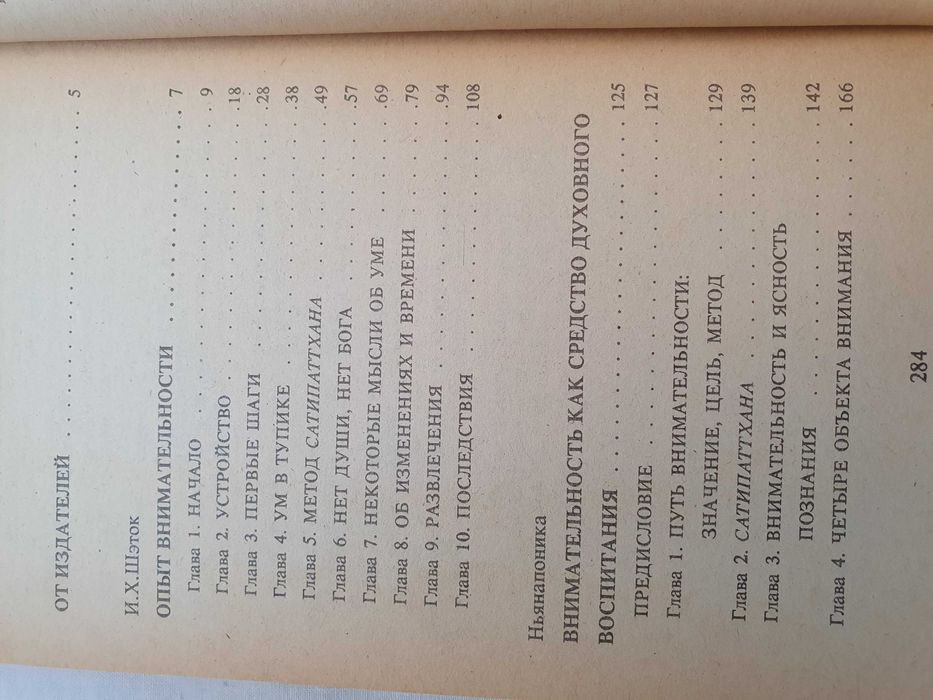 ОТ ИЗДАТЕЛЕЙ . . . . . . . . . . . . . . . . . . . . . . . 5
И.Х.Шэток
ОПЫТ ВНИМАТЕЛЬНОСТИ . . . . . . . . . . . . . . . 7
Глава 1. НАЧАЛО . . . . . . . . . . . . . . . . . . . . 9
Глава 2. УСТРОЙСТВО . . . . . . . . . . . . . . . . .18
Глава 3. ПЕРВЫЕ ШАГИ . . . . . . . . . . . . . . . .28
Глава 4. УМ В ТУПИКЕ . . . . . . . . . . . . . . . . .38
Глава 5. МЕТОД САТИПАТТХАНА . . . . . . . . . . .49
Глава 6. НЕТ ДУШИ, НЕТ БОГА . . . . . . . . . . . .57
Глава 7. НЕКОТОРЫЕ МЫСЛИ ОБ УМЕ . . . . . . .69
Глава 8. ОБ ИЗМЕНЕНИЯХ И ВРЕМЕНИ . . . . . . .79
Глава 9. РАЗВЛЕЧЕНИЯ . . . . . . . . . . . . . . . . .94
Глава 10. ПОСЛЕДСТВИЯ . . . . . . . . . . . . . . . 108
Ньянапоника
ВНИМАТЕЛЬНОСТЬ КАК СРЕДСТВО ДУХОВНОГО
ВОСПИТАНИЯ . . . . . . . . . . . . . . . . . . . . . . . 125
ПРЕДИСЛОВИЕ . . . . . . . . . . . . . . . . . . . . 127
Глава 1. ПУТЬ ВНИМАТЕЛЬНОСТИ:
ЗНАЧЕНИЕ, ЦЕЛЬ, МЕТОД . . . . . . . . . . 129
Глава 2. САТИПАТТХАНА . . . . . . . . . . . . . . . 139
Глава 3. ВНИМАТЕЛЬНОСТЬ И ЯСНОСТЬ
ПОЗНАНИЯ . . . . . . . . . . . . . . . . . . 142
Глава 4. ЧЕТЫРЕ ОБЪЕКТА ВНИМАНИЯ . . . . . . 166
284